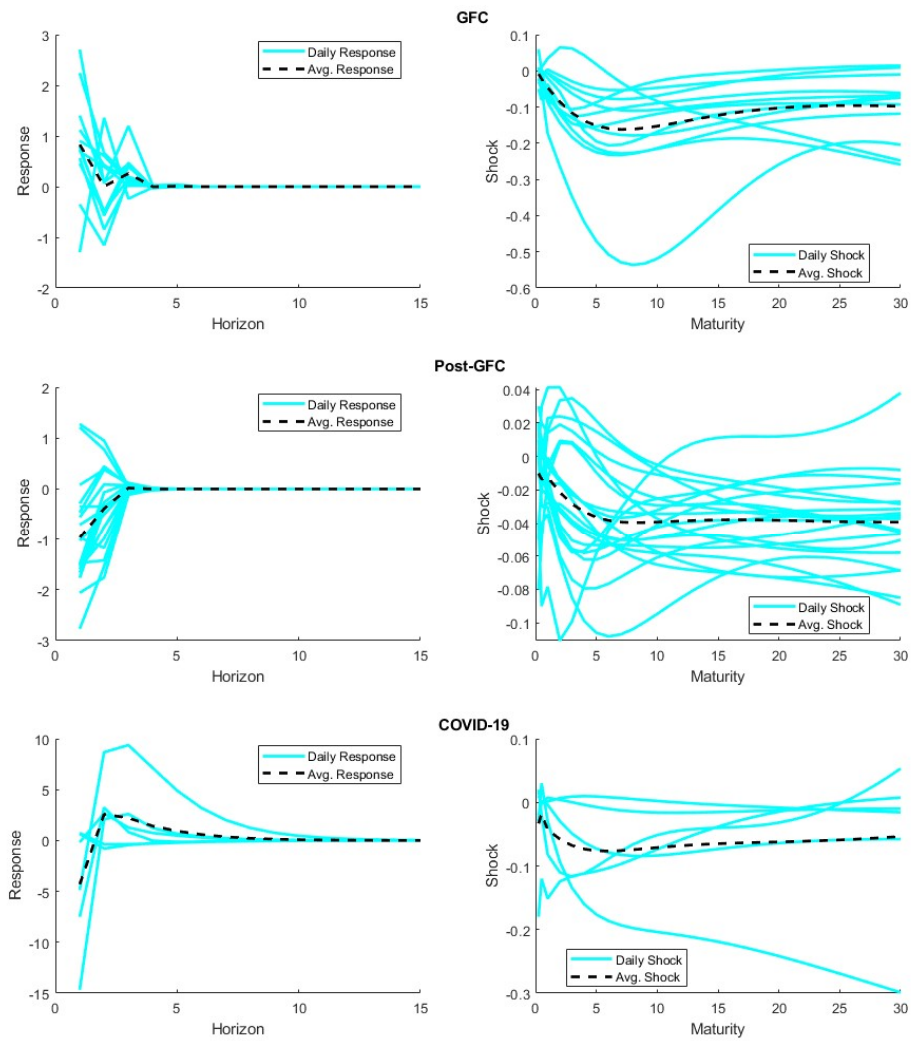 GFC
3
2
1
0
-1
-2
Response
0
5
10
15
Horizon
Daily Response
Avg. Response
0.1
0
-0.1
-0.2
-0.3
-0.4
-0.5
-0.6
Shock
0
5
10
15
20
25
30
Maturity
Daily Shock
Avg. Shock
Post-GFC
2
1
0
-1
-2
-3
Response
0
5
10
15
Horizon
Daily Response
Avg. Response
0.04
0.02
0
-0.02
-0.04
-0.06
-0.08
-0.1
Shock
0
5
10
15
20
25
30
Maturity
Daily Shock
Avg. Shock
COVID-19
10
5
0
-5
-10
-15
Response
0
5
10
15
Horizon
Daily Response
Avg. Response
0.1
0
-0.1
-0.2
-0.3
Shock
0
5
10
15
20
25
30
Maturity
Daily Shock
Avg. Shock